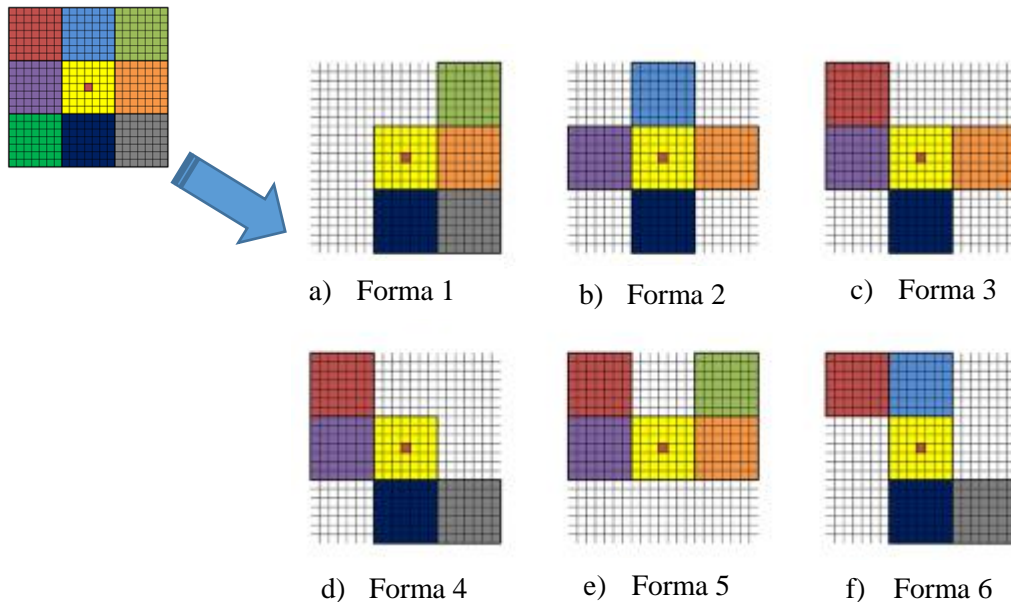 a) Forma 1
b) Forma 2
c) Forma 3
d) Forma 4
e) Forma 5
f) Forma 6